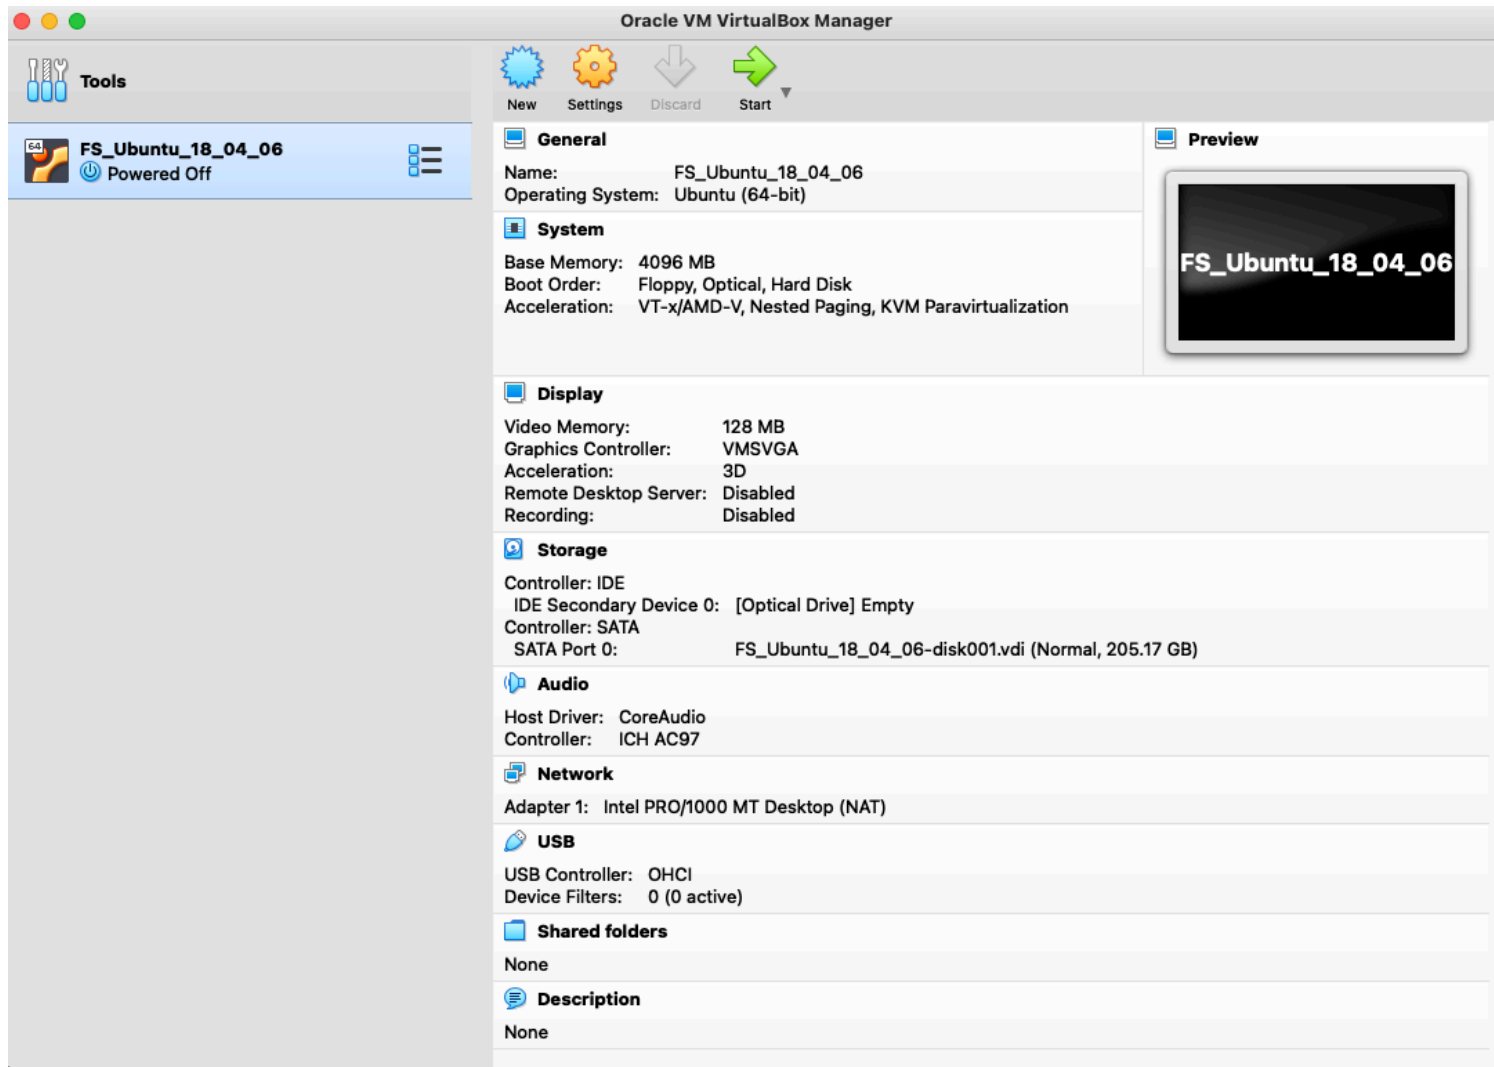 Oracle VM VirtualBox Manager
Tools
New
Settings
Discard
Start
64
FS_Ubuntu_18_04_06
Powered Off
General
Name: FS_Ubuntu_18_04_06
Operating System: Ubuntu (64-bit)
Preview
FS_Ubuntu_18_04_06
System
Base Memory: 4096 MB
Boot Order: Floppy, Optical, Hard Disk
Acceleration: VT-x/AMD-V, Nested Paging, KVM Paravirtualization
Display
Video Memory: 128 MB
Graphics Controller: VMSVGA
Acceleration: 3D
Remote Desktop Server: Disabled
Recording: Disabled
Storage
Controller: IDE
IDE Secondary Device 0: [Optical Drive] Empty
Controller: SATA
SATA Port 0: FS_Ubuntu_18_04_06-disk001.vdi (Normal, 205.17 GB)
Audio
Host Driver: CoreAudio
Controller: ICH AC97
Network
Adapter 1: Intel PRO/1000 MT Desktop (NAT)
USB
USB Controller: OHCI
Device Filters: 0 (0 active)
Shared folders
None
Description
None